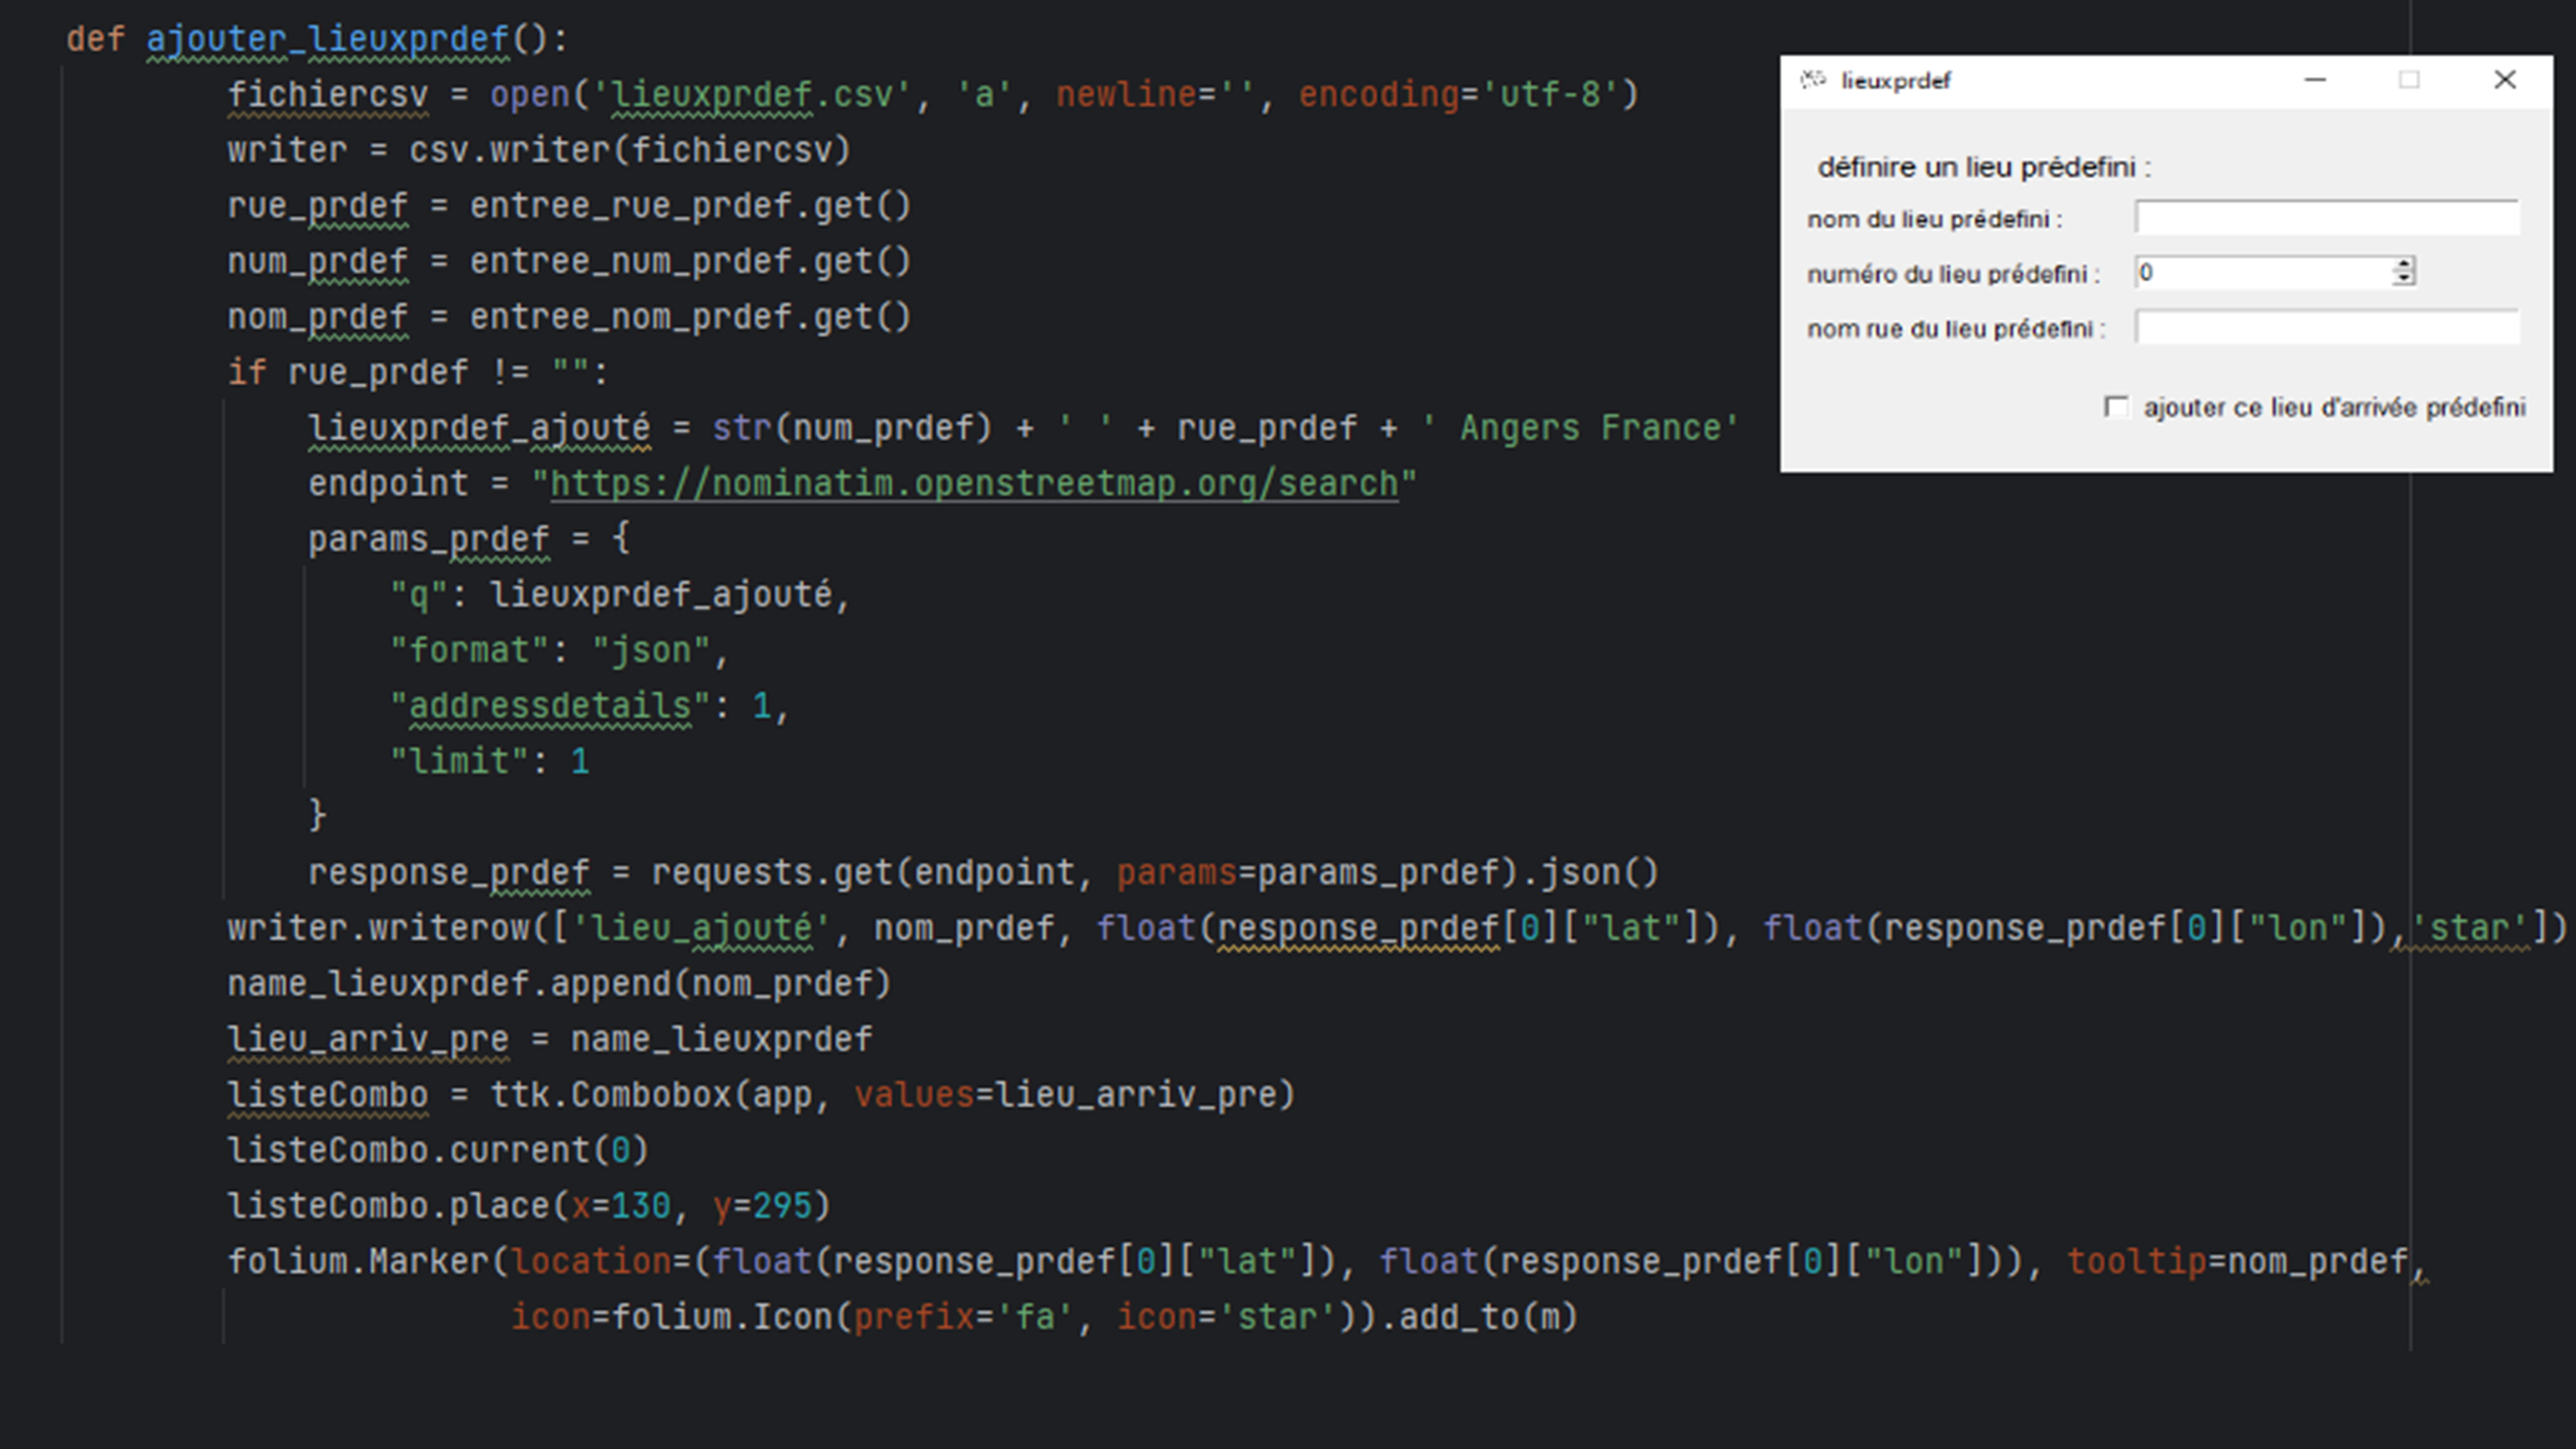 def ajouter_lieuxprdef():
fichiercsv = open('lieuxprdef.csv', 'a', newline='', encoding='utf-8')
writer = csv.writer(fichiercsv)
rue_prdef = entree_rue_prdef.get()
num_prdef = entree_num_prdef.get()
nom_prdef = entree_nom_prdef.get()
if rue_prdef != "":
lieuxprdef_ajouté = str(num_prdef) + ' ' + rue_prdef + ' Angers France'
endpoint = "https://nominatim.openstreetmap.org/search"
params_prdef = {
"q": lieuxprdef_ajouté,
"format": "json",
"addressdetails": 1,
"limit": 1
}
response_prdef = requests.get(endpoint, params=params_prdef).json()
writer.writerow(['lieu_ajouté', nom_prdef, float(response_prdef[0]["lat"]), float(response_prdef[0]["lon"]),'star'])
name_lieuxprdef.append(nom_prdef)
lieu_arriv_pre = name_lieuxprdef
listeCombo = ttk.Combobox(app, values=lieu_arriv_pre)
listeCombo.current(0)
listeCombo.place(x=130, y=295)
folium.Marker(location=(float(response_prdef[0]["lat"]), float(response_prdef[0]["lon"])), tooltip=nom_prdef,
icon=folium.Icon(prefix='fa', icon='star')).add_to(m)
lieuxprdef
définire un lieu prédefini :
nom du lieu prédefini :
numéro du lieu prédefini : 0
nom rue du lieu prédefini :
ajouter ce lieu d'arrivée prédefini